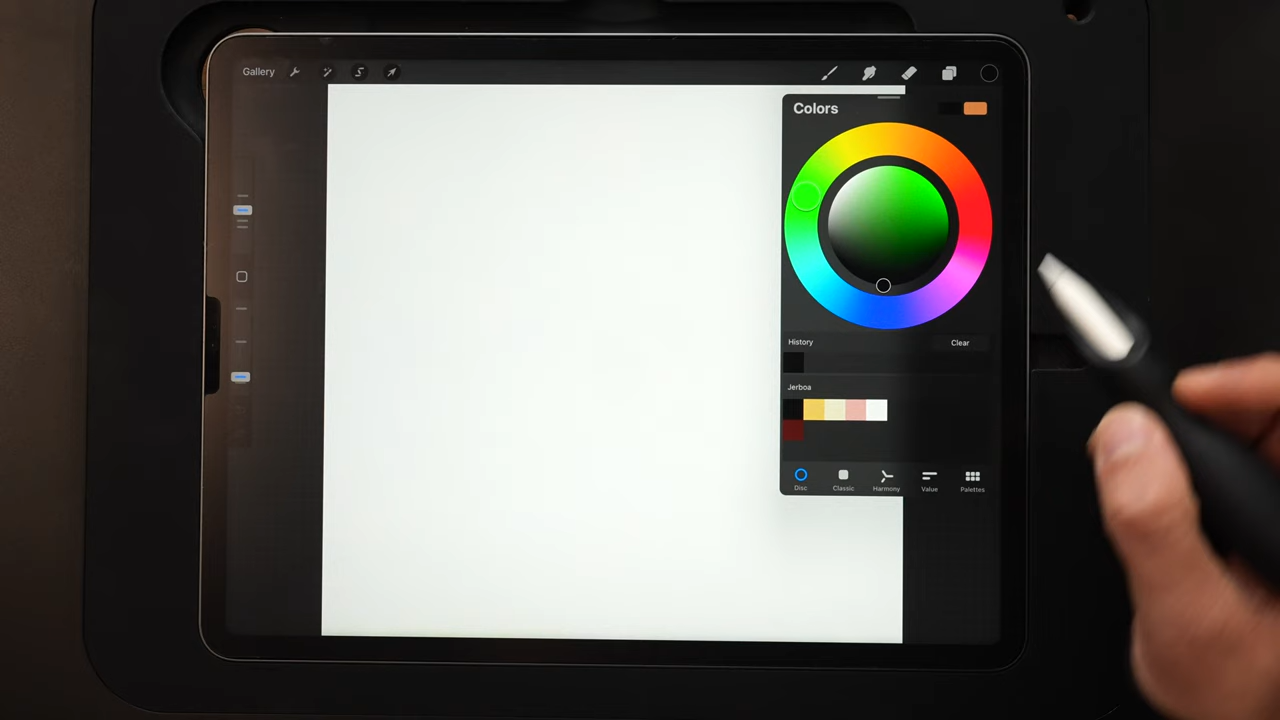 Gallery
Colors
History
Clear
Jerboa
Disc
Classic
Harmony
Value
Palettes